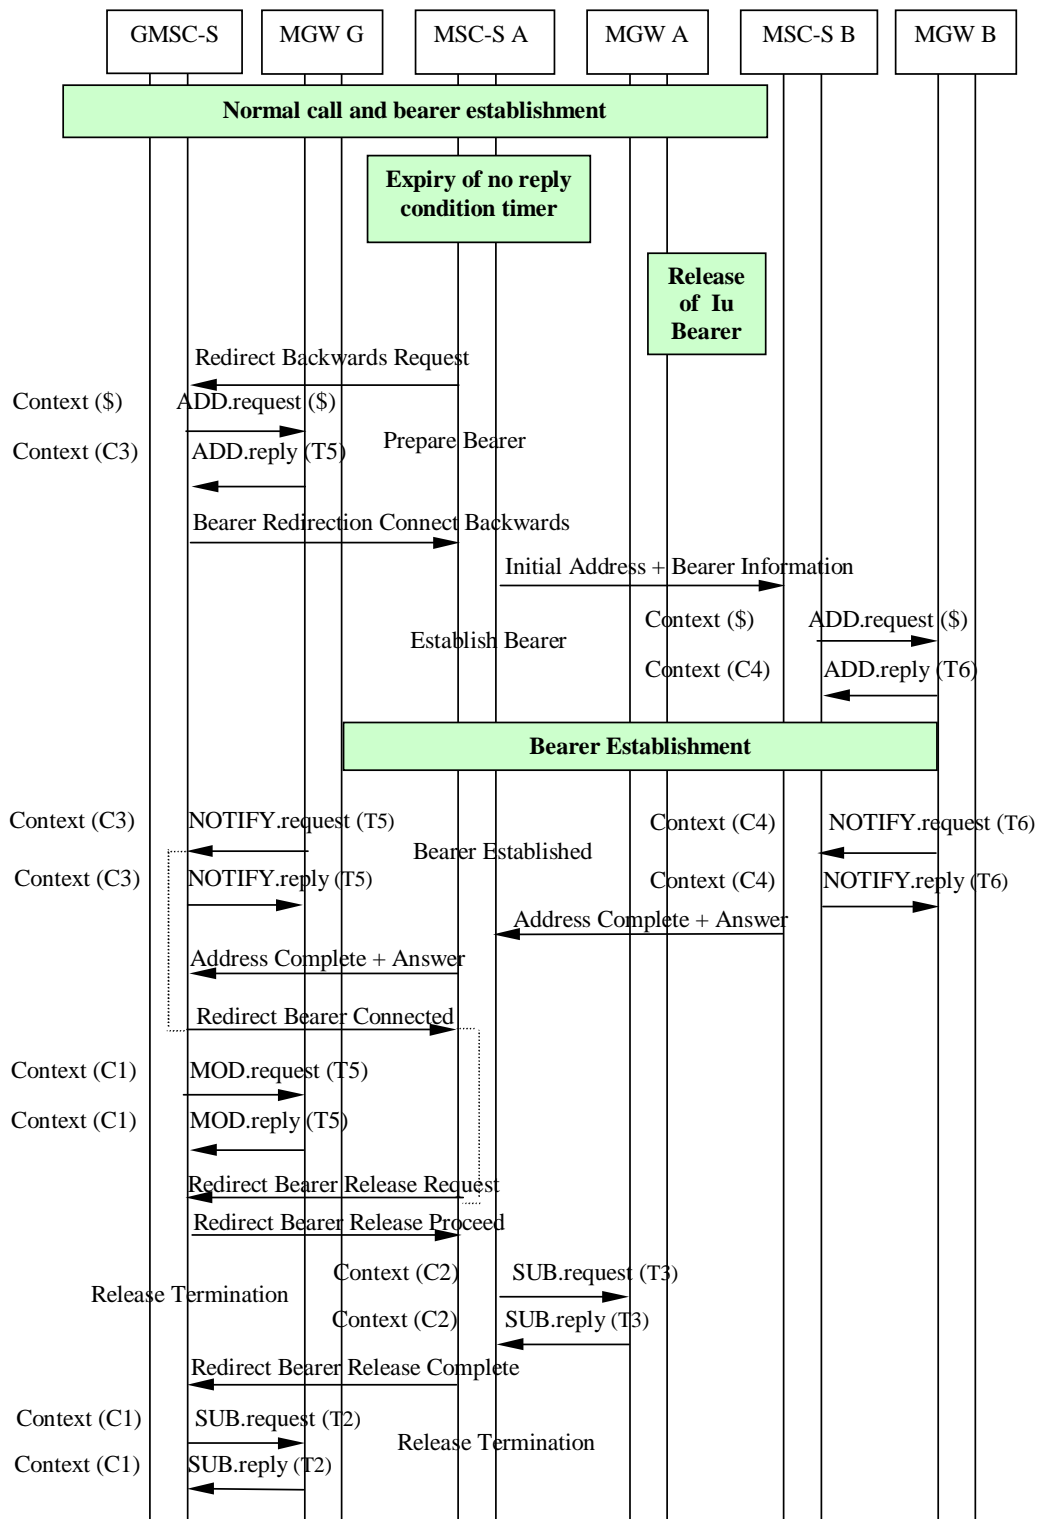 GMSC-S
MGW G
MSC-S A
MGW A
MSC-S B
MGW B
Normal call and bearer establishment
Expiry of no reply
condition timer
Release
of Iu
Bearer
Redirect Backwards Request
Context ($)
ADD.request ($)
Prepare Bearer
Context (C3)
ADD.reply (T5)
Bearer Redirection Connect Backwards
Initial Address + Bearer Information
Context ($)
ADD.request ($)
Establish Bearer
Context (C4)
ADD.reply (T6)
Bearer Establishment
Context (C3)
NOTIFY.request (T5)
Context (C4)
NOTIFY.request (T6)
Bearer Established
Context (C3)
NOTIFY.reply (T5)
Context (C4)
NOTIFY.reply (T6)
Address Complete + Answer
Address Complete + Answer
Redirect Bearer Connected
Context (C1)
MOD.request (T5)
Context (C1)
MOD.reply (T5)
Redirect Bearer Release Request
Redirect Bearer Release Proceed
Context (C2)
SUB.request (T3)
Release Termination
Context (C2)
SUB.reply (T3)
Redirect Bearer Release Complete
Context (C1)
SUB.request (T2)
Release Termination
Context (C1)
SUB.reply (T2)